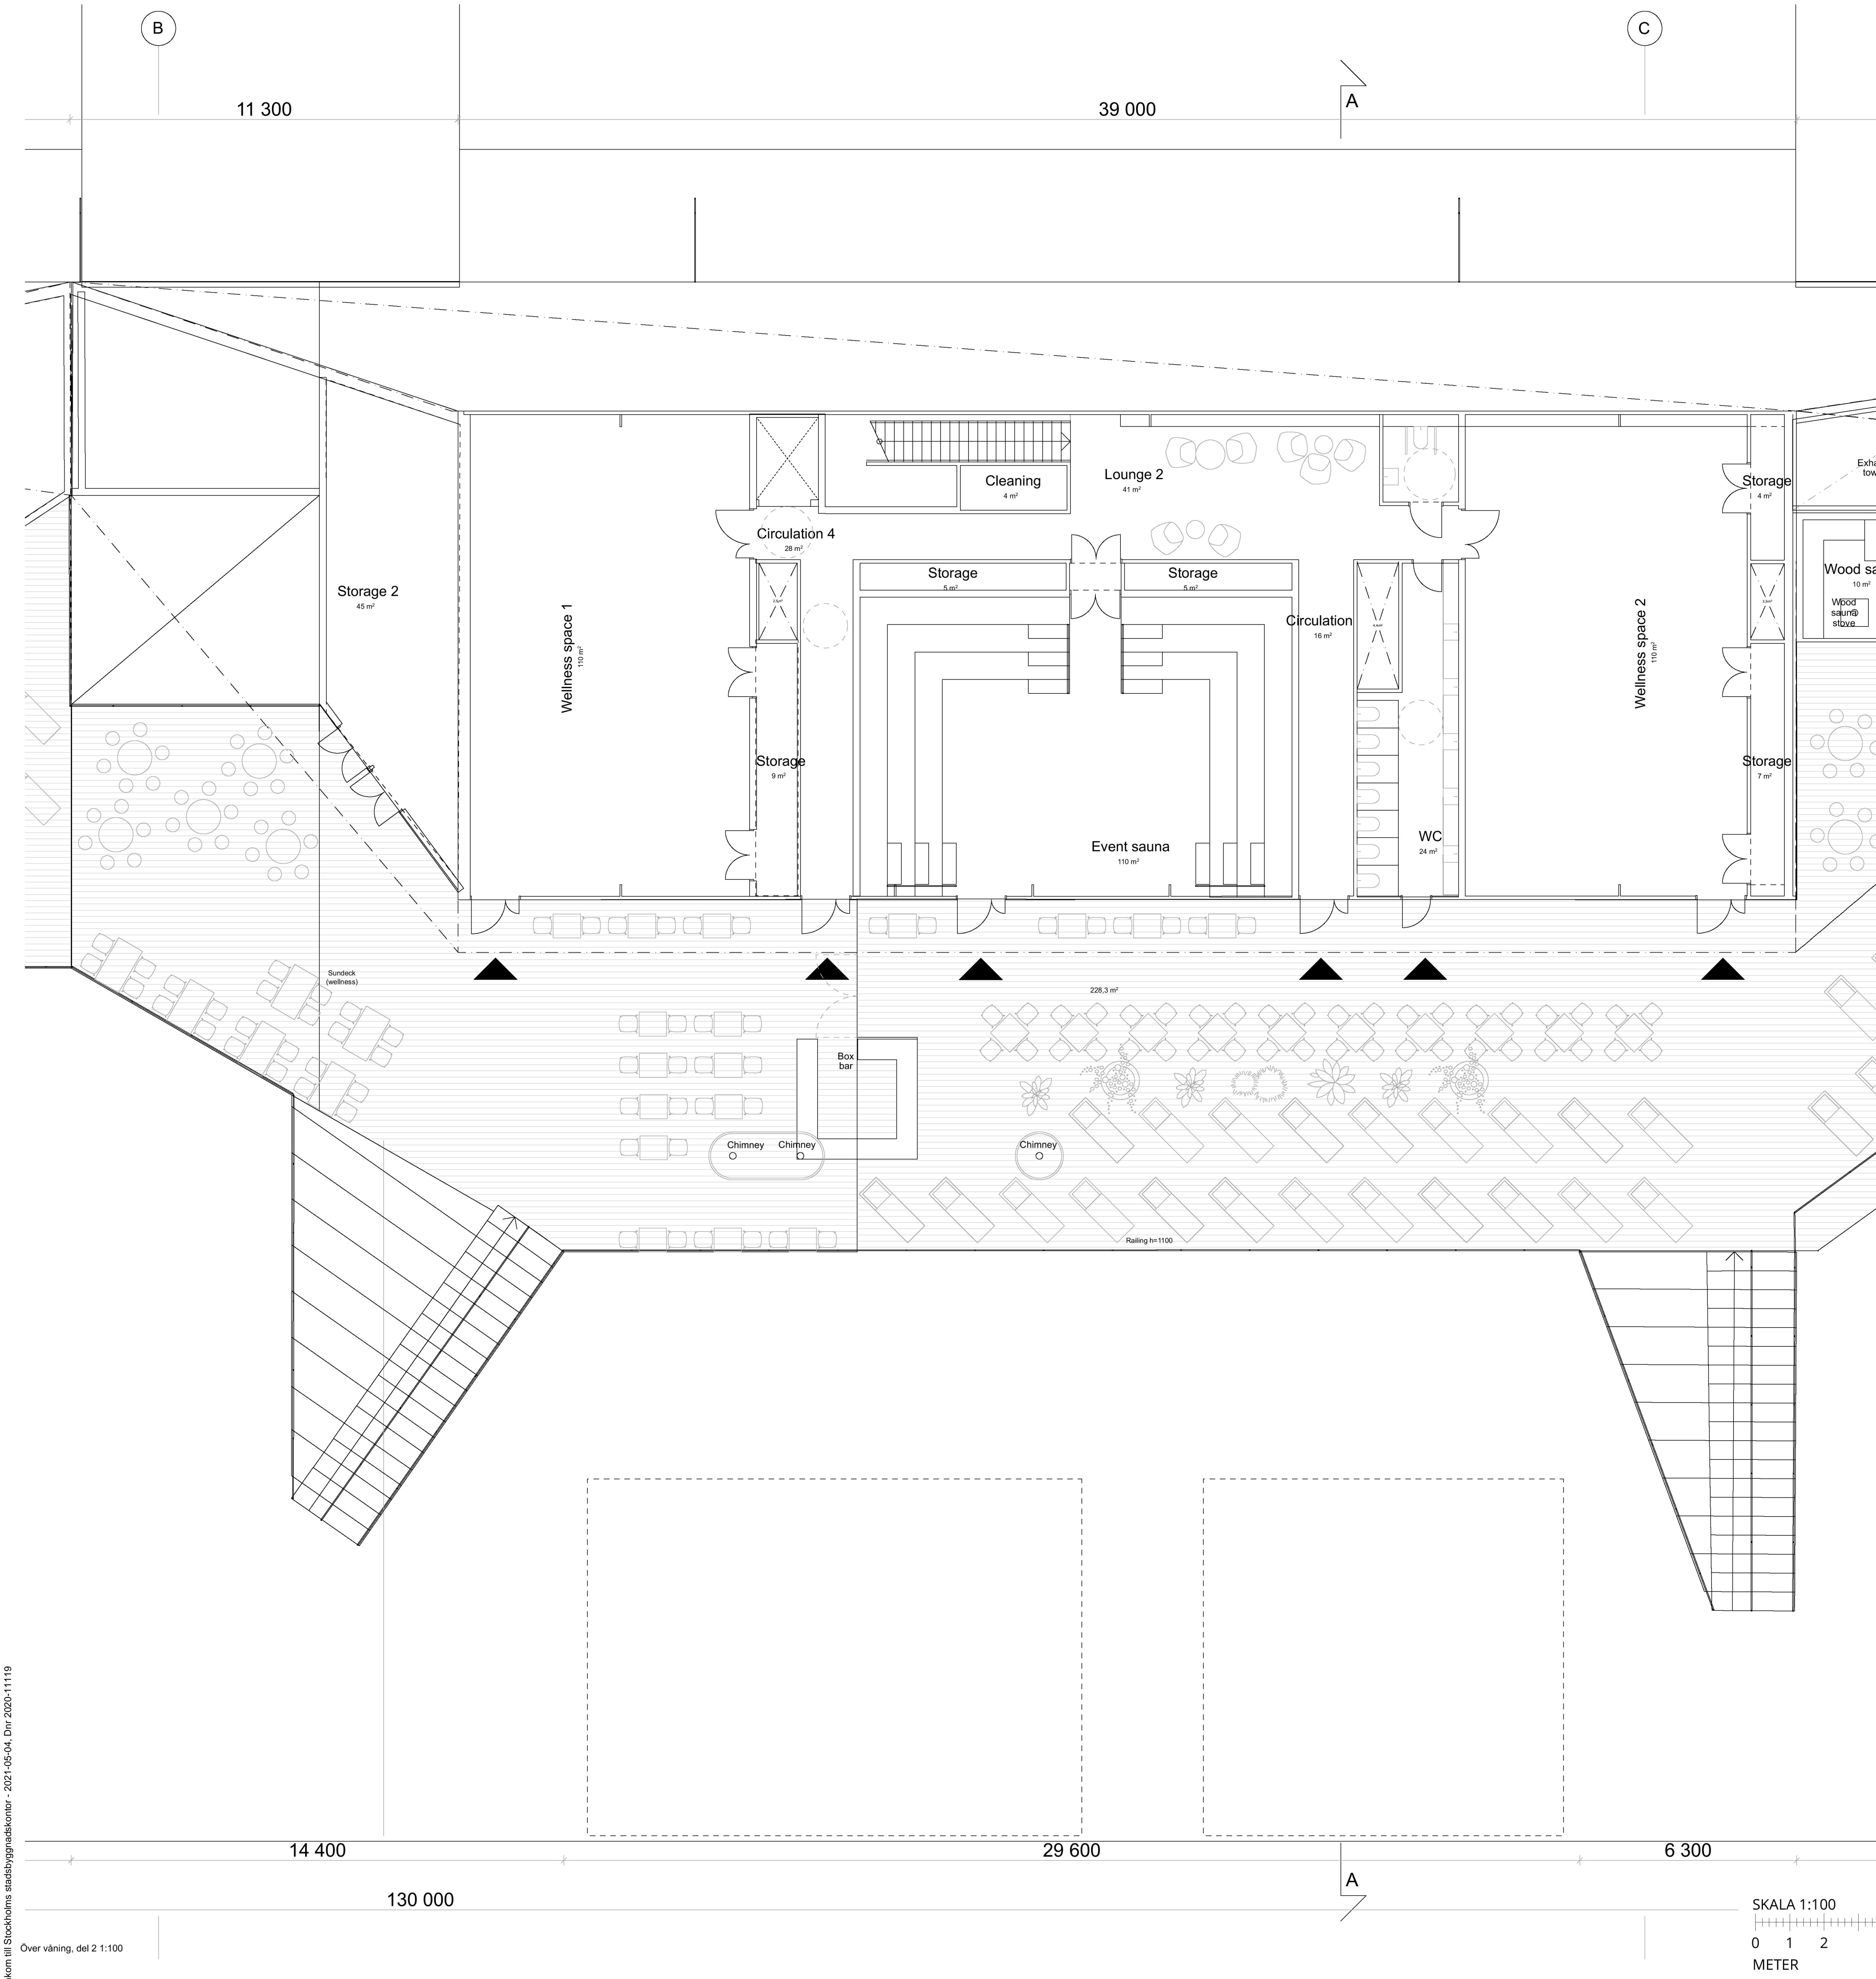 B
C
11 300
39 000
A
Cleaning
4 m²
Lounge 2
41 m²
Storage
4 m²
Circulation 4
28 m²
Storage 2
45 m²
Storage
5 m²
Storage
5 m²
Wellness space 1
110 m²
Circulation
16 m²
Wellness space 2
110 m²
Wood
10 m²
Wood
sauna
stove
Storage
9 m²
Storage
7 m²
Event sauna
110 m²
WC
24 m²
Sundeck
(wellness)
228,3 m²
Box
bar
Chimney
Chimney
Chimney
Railing h=1100
14 400
29 600
6 300
A
130 000
SKALA 1:100
0 1 2
METER
Över våning, del 2 1:100
till Stockholms stadsbyggnadskontor - 2021-05-04, Dnr 2020-11119